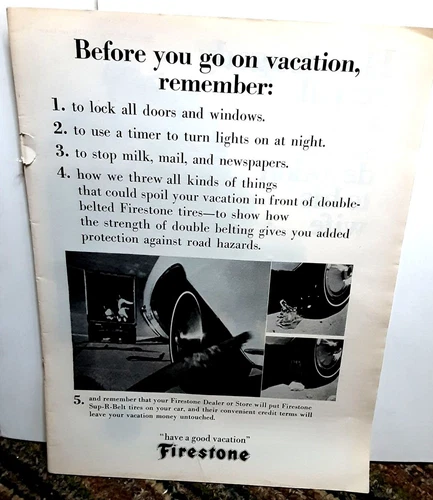 Before you go on vacation,
remember:
1. to lock all doors and windows.
2. to use a timer to turn lights on at night.
3. to stop milk, mail, and newspapers.
4. how we threw all kinds of things
that could spoil your vacation in front of double-
belted Firestone tires—to show how
the strength of double belting gives you added
protection against road hazards.
5. and remember that your Firestone Dealer or Store will put Firestone
Sup-R-Belt tires on your car, and their convenient credit terms will
leave your vacation money untouched.
"have a good vacation"
Firestone